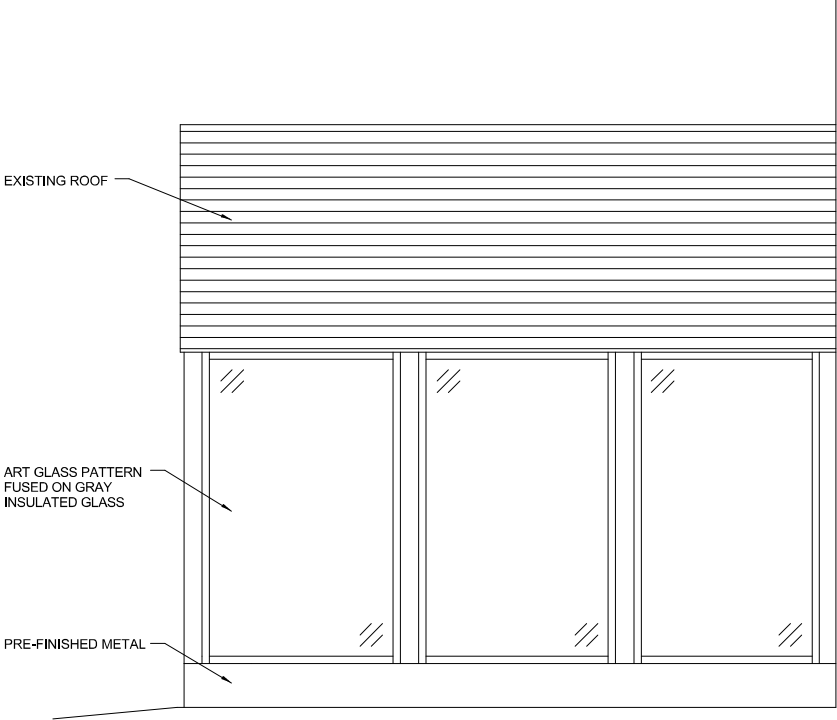 EXISTING ROOF
ART GLASS PATTERN
FUSED ON GRAY
INSULATED GLASS
PRE-FINISHED METAL